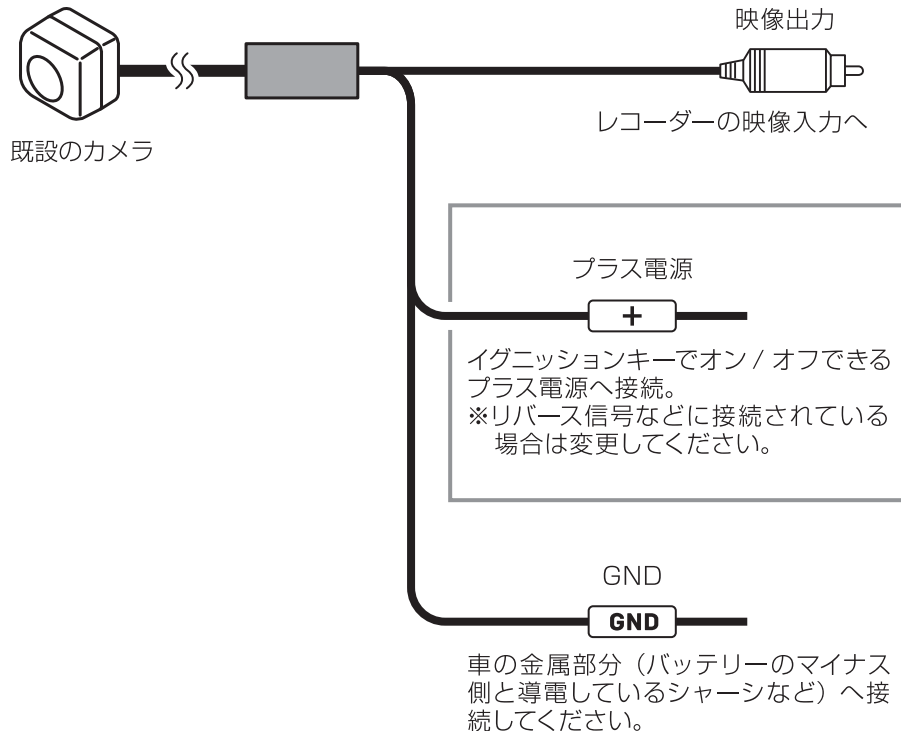 映像出力
レコーダーの映像入力へ
既設のカメラ
プラス電源
+
イグニッションキーでオン / オフできる
プラス電源へ接続。
※リバース信号などに接続されている
場合は変更してください。
GND
GND
車の金属部分（バッテリーのマイナス
側と導電しているシャーシなど）へ接
続してください。